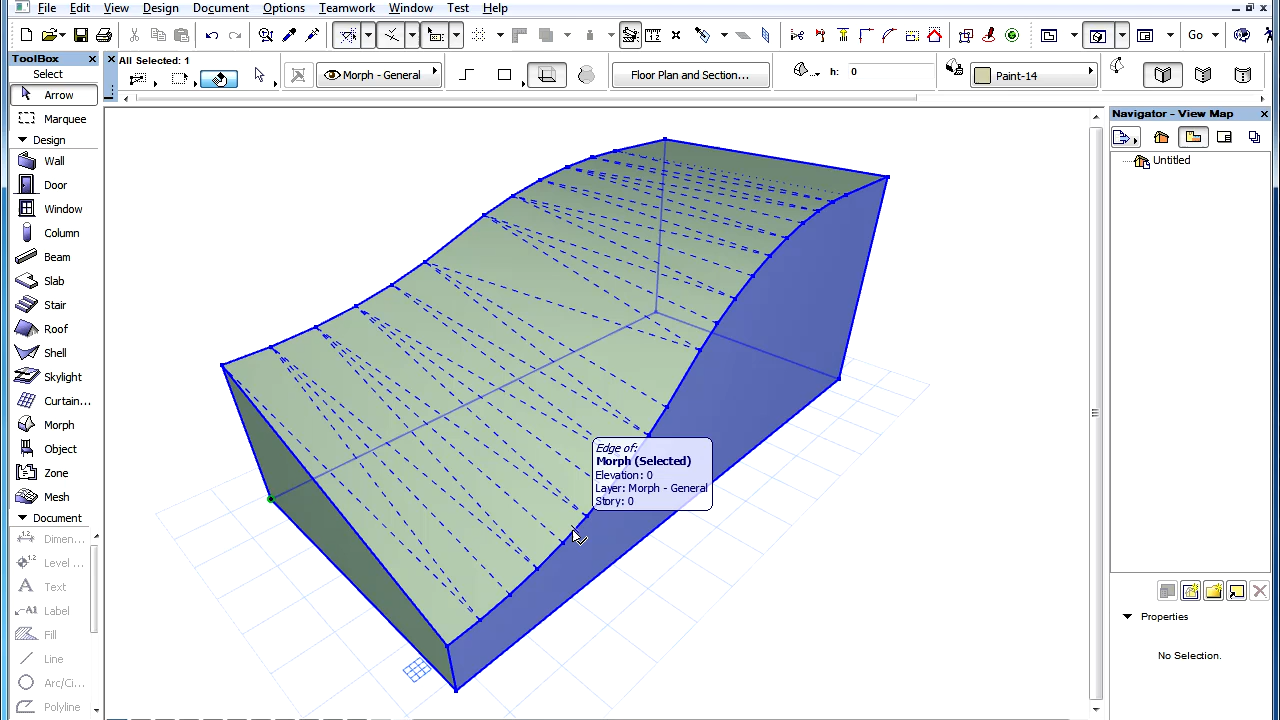 File Edit View Design Document Options Teamwork Window Test Help
Go
ToolBox
Select
Arrow
Marquee
Design
Wall
Door
Window
Column
Beam
Slab
Stair
Roof
Shell
Skylight
Curtain...
Morph
Object
Zone
Mesh
Document
Dimen...
Level ...
Text
Label
Fill
Line
Arc/Ci...
Polyline
All Selected: 1
Morph - General
Floor Plan and Section...
h: 0
Paint-14
Edge of:
Morph (Selected)
Elevation: 0
Layer: Morph - General
Story: 0
Navigator - View Map
Untitled
Properties
No Selection.